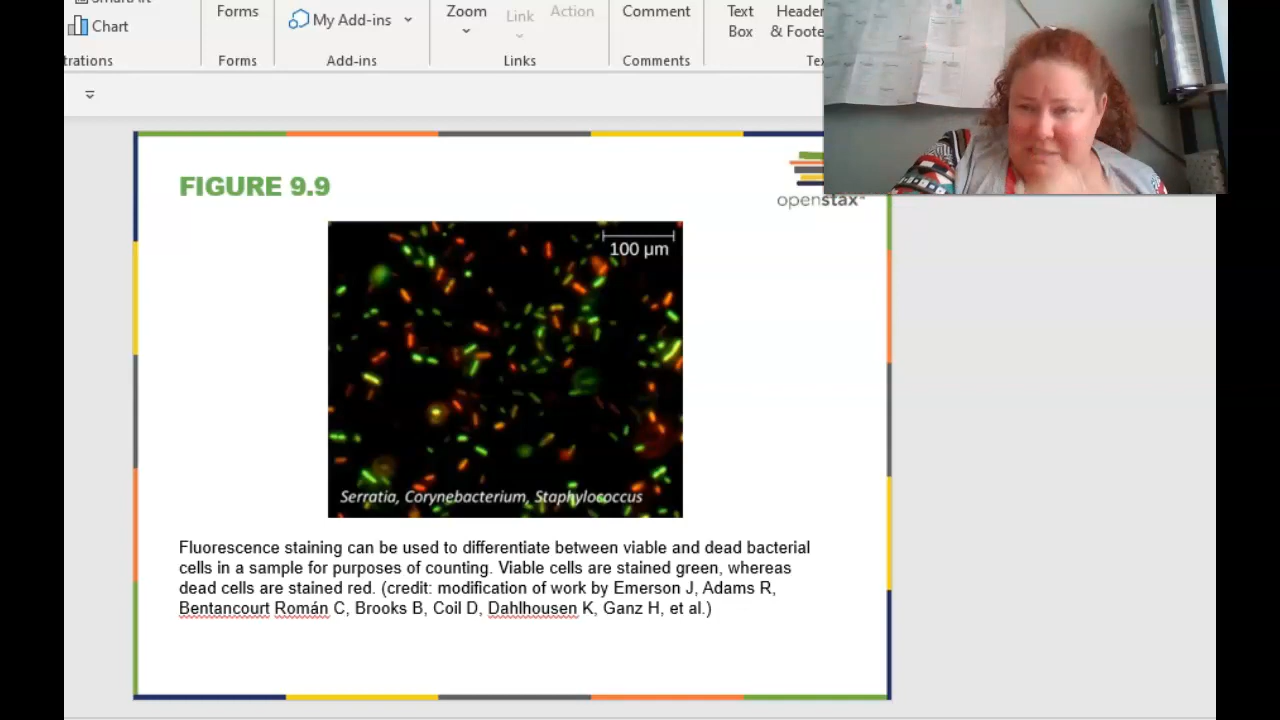 SmartArt
Chart
trations
Forms
Forms
My Add-ins
Add-ins
Zoom
Link
Action
Links
Comment
Comments
Text
Box
Header
& Foote
Tex
FIGURE 9.9
openstax
100 µm
Serratia, Corynebacterium, Staphylococcus
Fluorescence staining can be used to differentiate between viable and dead bacterial
cells in a sample for purposes of counting. Viable cells are stained green, whereas
dead cells are stained red. (credit: modification of work by Emerson J, Adams R,
Bentancourt Román C, Brooks B, Coil D, Dahlhousen K, Ganz H, et al.)